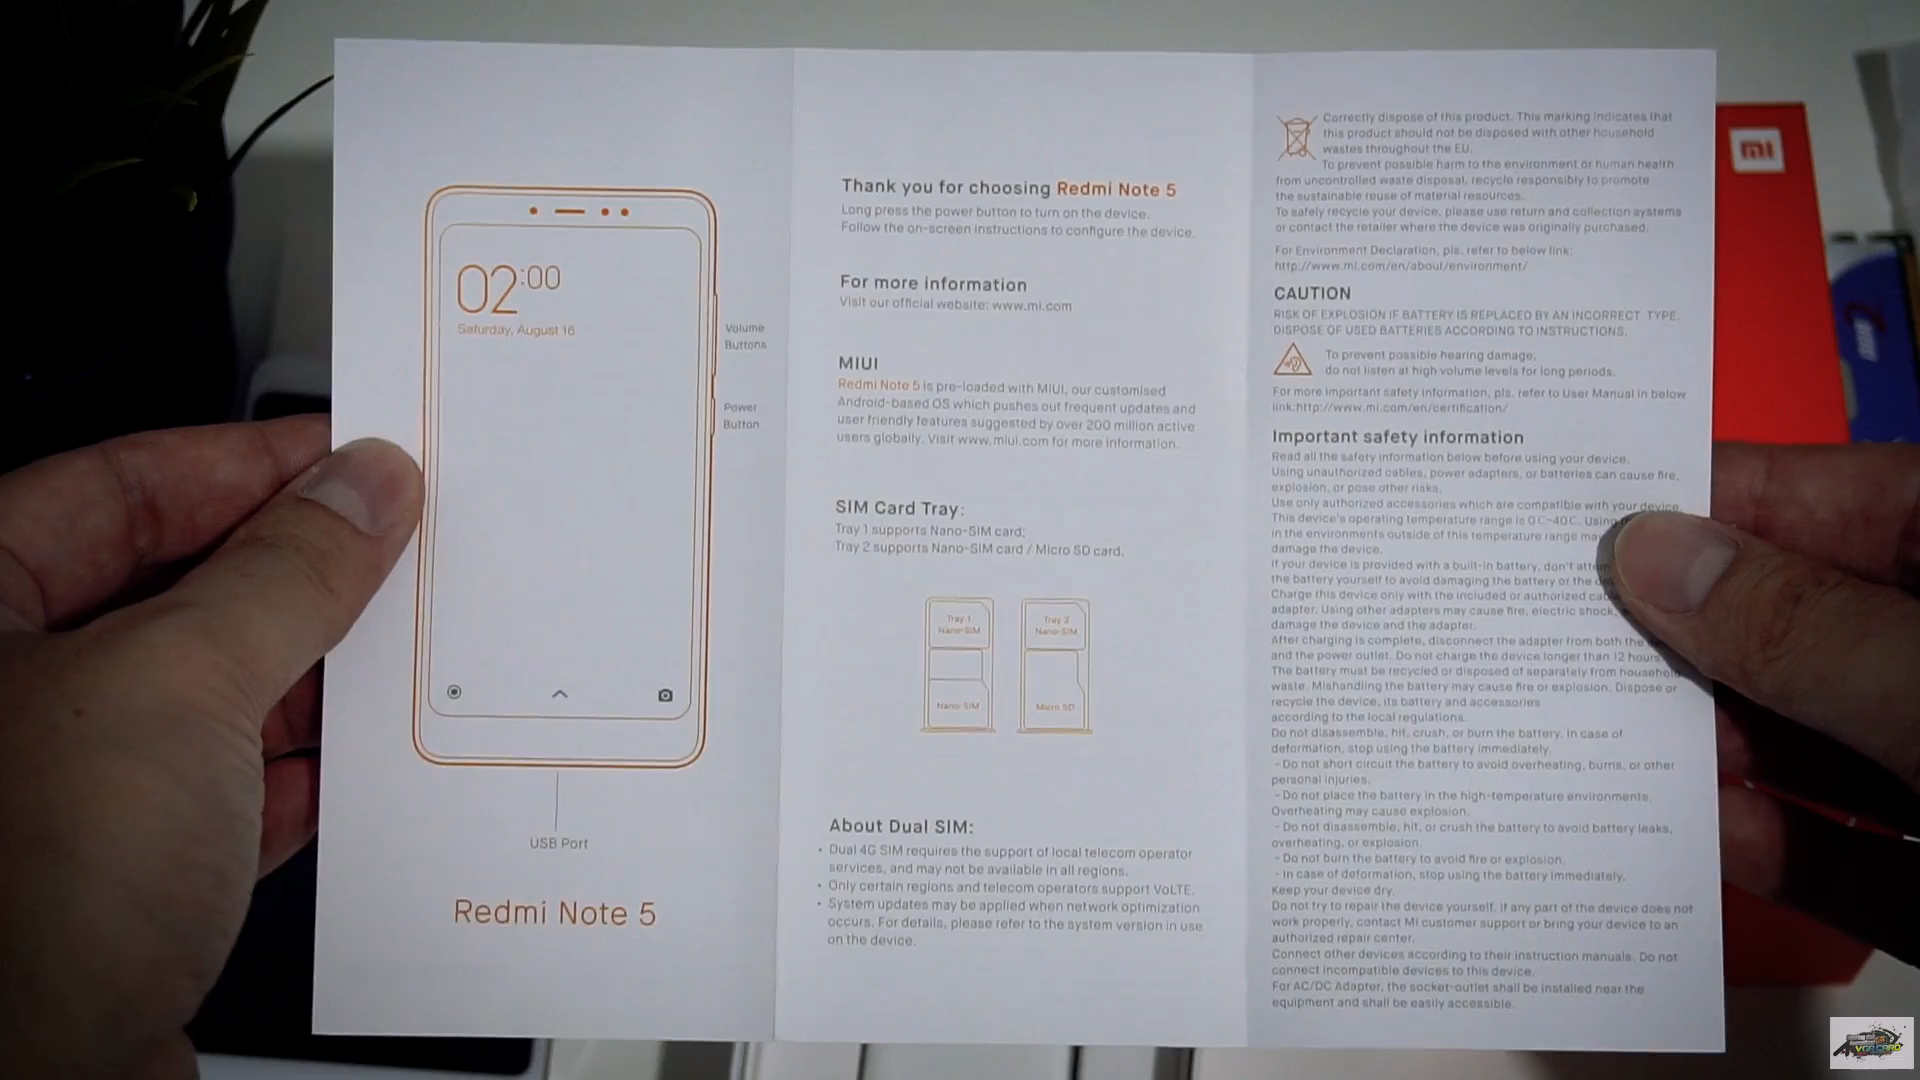 02:00
Saturday, August 16
Volume
Buttons
Power
Button
USB Port
Redmi Note 5
Thank you for choosing Redmi Note 5
Long press the power button to turn on the device.
Follow the on-screen instructions to configure the device.
For more information
Visit our official website: www.mi.com
MIUI
Redmi Note 5 is pre-loaded with MIUI, our customised
Android-based OS which pushes out frequent updates and
user friendly features suggested by over 200 million active
users globally. Visit www.miui.com for more information.
SIM Card Tray:
Tray 1 supports Nano-SIM card;
Tray 2 supports Nano-SIM card / Micro SD card.
Tray 1
Nano-SIM
Nano-SIM
Tray 2
Nano-SIM
Micro SD
About Dual SIM:
• Dual 4G SIM requires the support of local telecom operator
services, and may not be available in all regions.
• Only certain regions and telecom operators support VoLTE.
• System updates may be applied when network optimization
occurs. For details, please refer to the system version in use
on the device.
Correctly dispose of this product. This marking indicates that
this product should not be disposed with other household
wastes throughout the EU.
To prevent possible harm to the environment or human health
from uncontrolled waste disposal, recycle responsibly to promote
the sustainable reuse of material resources.
To safely recycle your device, please use return and collection systems
or contact the retailer where the device was originally purchased.
For Environment Declaration, pls. refer to below link:
http://www.mi.com/en/about/environment/
CAUTION
RISK OF EXPLOSION IF BATTERY IS REPLACED BY AN INCORRECT TYPE.
DISPOSE OF USED BATTERIES ACCORDING TO INSTRUCTIONS.
To prevent possible hearing damage,
do not listen at high volume levels for long periods.
For more important safety information, pls. refer to User Manual in below
link:http://www.mi.com/en/certification/
Important safety information
Read all the safety information below before using your device.
Using unauthorized cables, power adapters, or batteries can cause fire,
explosion, or pose other risks.
Use only authorized accessories which are compatible with your device.
This device's operating temperature range is 0C~40C. Using
in the environments outside of this temperature range may
damage the device.
If your device is provided with a built-in battery, don't
the battery yourself to avoid damaging the battery or the
Charge this device only with the included or authorized
adapter. Using other adapters may cause fire, electric shock,
damage the device and the adapter.
After charging is complete, disconnect the adapter from both the
and the power outlet. Do not charge the device longer than 12 hours.
The battery must be recycled or disposed of separately from household
waste. Mishandling the battery may cause fire or explosion. Dispose or
recycle the device, its battery and accessories
according to the local regulations.
Do not disassemble, hit, crush, or burn the battery. In case of
deformation, stop using the battery immediately.
- Do not short circuit the battery to avoid overheating, burns, or other
personal injuries.
- Do not place the battery in the high-temperature environments.
Overheating may cause explosion.
- Do not disassemble, hit, or crush the battery to avoid battery leaks,
overheating, or explosion.
- Do not burn the battery to avoid fire or explosion.
- In case of deformation, stop using the battery immediately.
Keep your device dry.
Do not try to repair the device yourself. If any part of the device does not
work properly, contact Mi customer support or bring your device to an
authorized repair center.
Connect other devices according to their instruction manuals. Do not
connect incompatible devices to this device.
For AC/DC Adapter, the socket-outlet shall be installed near the
equipment and shall be easily accessible.
mi